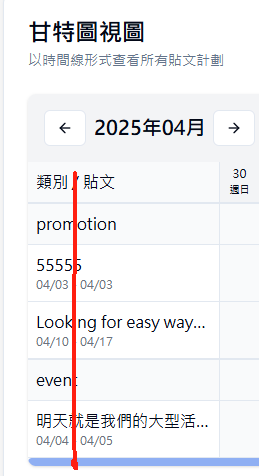 甘特圖視圖
以時間線形式查看所有貼文計劃
← 2025年04月 →
類別 / 貼文
30
週日
promotion
55555
04/03 - 04/03
Looking for easy way...
04/10 - 04/17
event
明天就是我們的大型活...
04/04 - 04/05